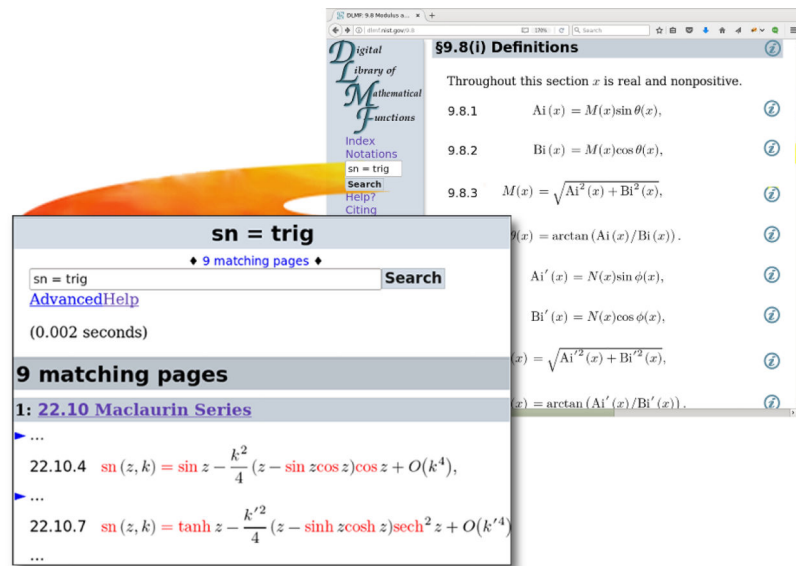 DLMF: 9.8 Modulus a...
dlmf.nist.gov/9.8
170%
Search
Digital
Library of
Mathematical
Functions
Index
Notations
sn = trig
Search
Help?
Citing
§9.8(i) Definitions
Throughout this section x is real and nonpositive.
9.8.1 Ai(x) = M(x)sin θ(x),
9.8.2 Bi(x) = M(x)cos θ(x),
9.8.3 M(x) = √(Ai²(x) + Bi²(x)),
θ(x) = arctan(Ai(x)/Bi(x)).
Ai′(x) = N(x)sin ϕ(x),
Bi′(x) = N(x)cos ϕ(x),
(x) = √(Ai′²(x) + Bi′²(x)),
(x) = arctan(Ai′(x)/Bi′(x)).
sn = trig
♦ 9 matching pages ♦
sn = trig
Search
AdvancedHelp
(0.002 seconds)
9 matching pages
1: 22.10 Maclaurin Series
► ...
22.10.4 sn(z, k) = sin z − k²/4 (z − sin z cos z)cos z + O(k⁴),
► ...
22.10.7 sn(z, k) = tanh z − k′²/4 (z − sinh z cosh z)sech² z + O(k′⁴)
...